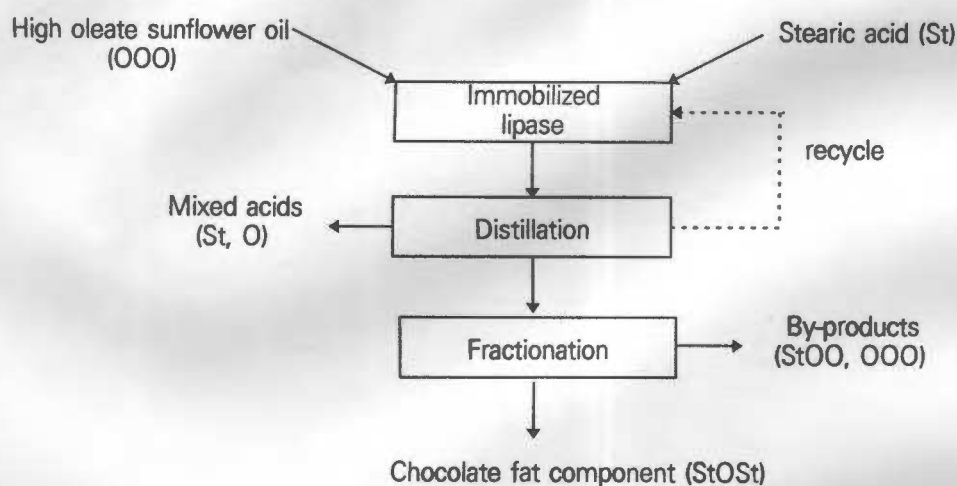 High oleate sunflower oil
(OOO)
Stearic acid (St)
Immobilized
lipase
recycle
Mixed acids
(St, O)
Distillation
Fractionation
By-products
(StOO, OOO)
Chocolate fat component (StOSt)